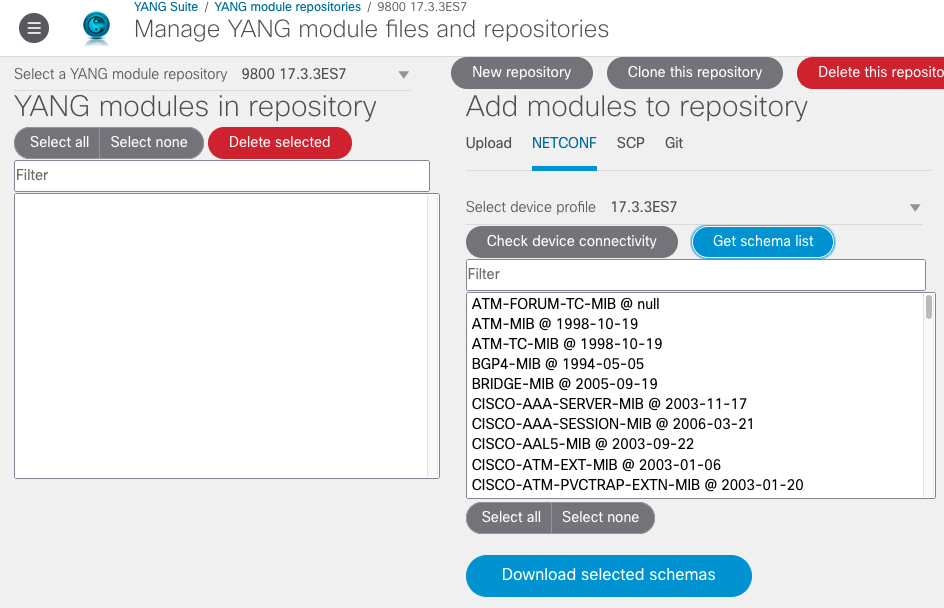 YANG Suite / YANG module repositories / 9800 17.3.3ES7
Manage YANG module files and repositories
Select a YANG module repository 9800 17.3.3ES7
New repository Clone this repository Delete this reposito
YANG modules in repository
Add modules to repository
Select all Select none Delete selected
Upload NETCONF SCP Git
Filter
Select device profile 17.3.3ES7
Check device connectivity Get schema list
Filter
ATM-FORUM-TC-MIB @ null
ATM-MIB @ 1998-10-19
ATM-TC-MIB @ 1998-10-19
BGP4-MIB @ 1994-05-05
BRIDGE-MIB @ 2005-09-19
CISCO-AAA-SERVER-MIB @ 2003-11-17
CISCO-AAA-SESSION-MIB @ 2006-03-21
CISCO-AAL5-MIB @ 2003-09-22
CISCO-ATM-EXT-MIB @ 2003-01-06
CISCO-ATM-PVCTRAP-EXTN-MIB @ 2003-01-20
Select all Select none
Download selected schemas